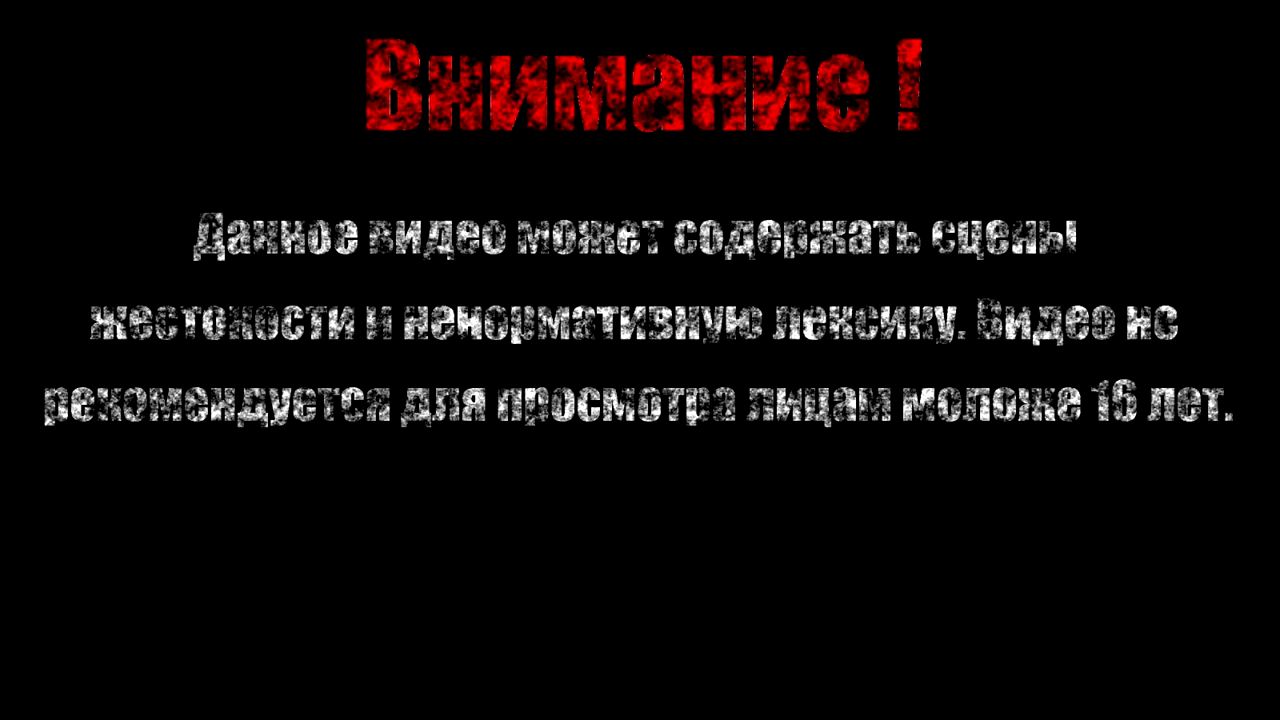 Внимание !
Данное видео может содержать сцены
жестокости и ненормативную лексику. Видео не
рекомендуется для просмотра лицам моложе 16 лет.